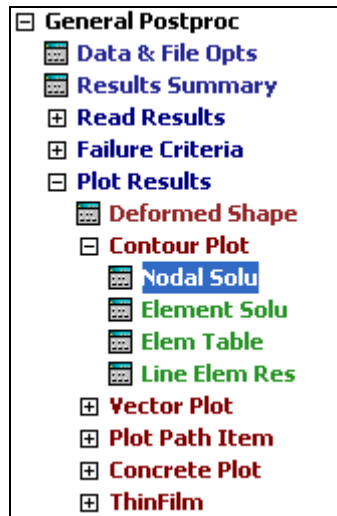 General Postproc
Data & File Opts
Results Summary
Read Results
Failure Criteria
Plot Results
Deformed Shape
Contour Plot
Nodal Solu
Element Solu
Elem Table
Line Elem Res
Vector Plot
Plot Path Item
Concrete Plot
ThinFilm